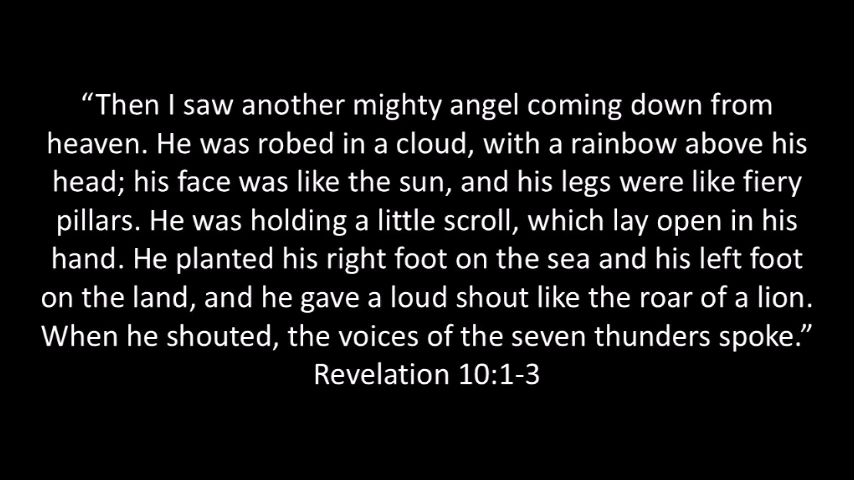 “Then I saw another mighty angel coming down from
heaven. He was robed in a cloud, with a rainbow above his
head; his face was like the sun, and his legs were like fiery
pillars. He was holding a little scroll, which lay open in his
hand. He planted his right foot on the sea and his left foot
on the land, and he gave a loud shout like the roar of a lion.
When he shouted, the voices of the seven thunders spoke.”
Revelation 10:1-3